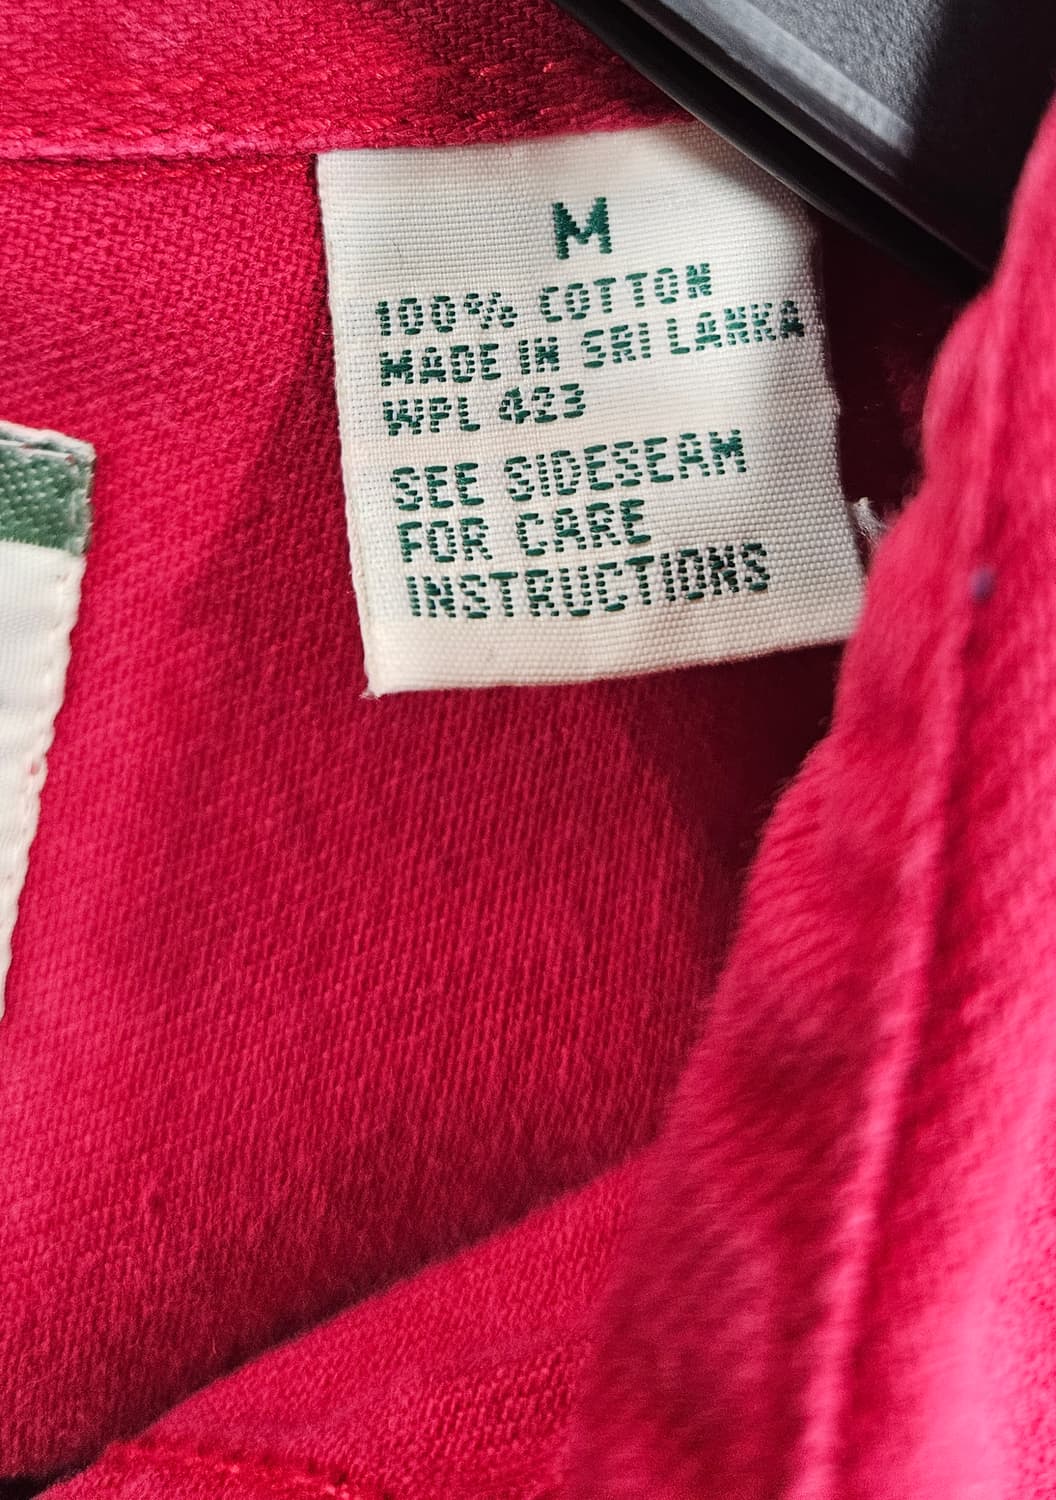 M
100% COTTON
MADE IN SRI LANKA
WPL 423
SEE SIDESEAM
FOR CARE
INSTRUCTIONS